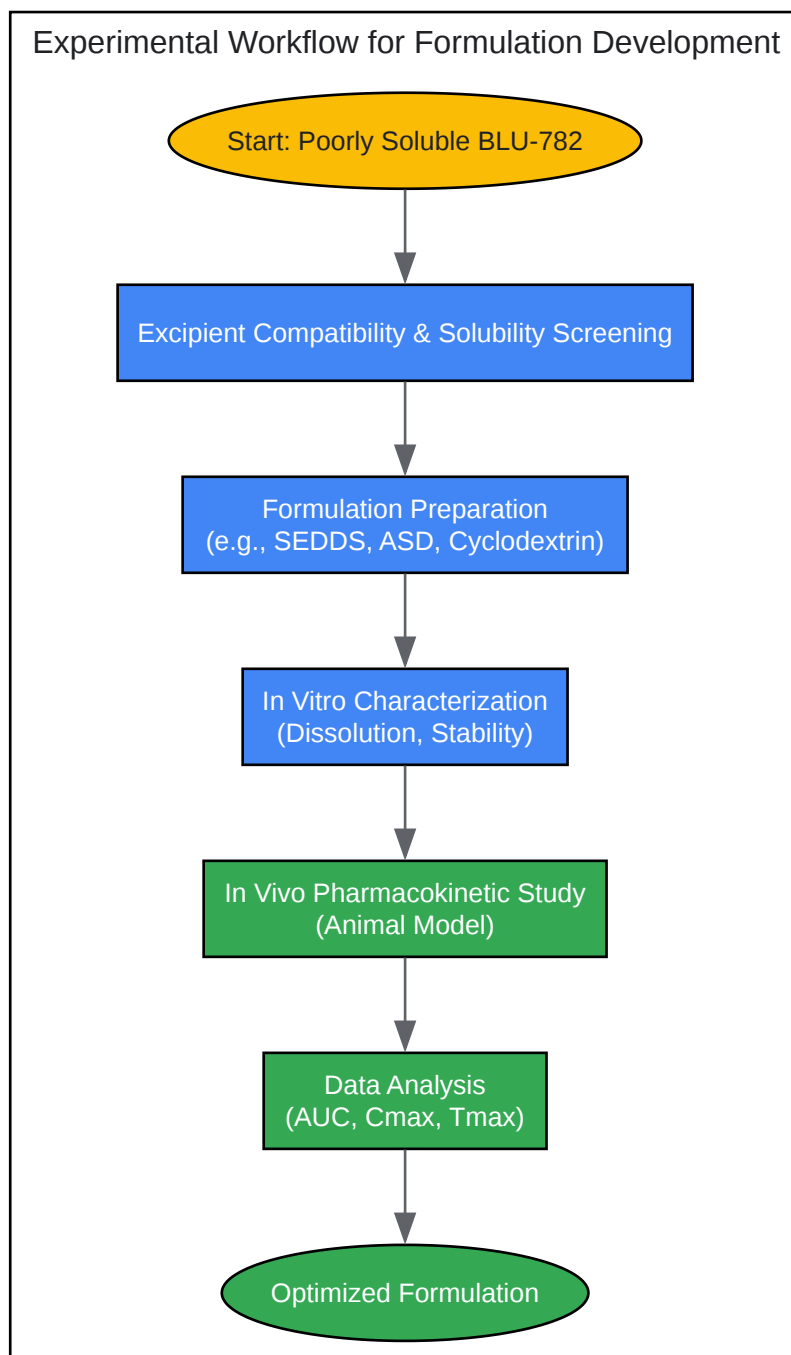 Experimental Workflow for Formulation Development
Start: Poorly Soluble BLU-782
Excipient Compatibility & Solubility Screening
Formulation Preparation
(e.g., SEDDS, ASD, Cyclodextrin)
In Vitro Characterization
(Dissolution, Stability)
In Vivo Pharmacokinetic Study
(Animal Model)
Data Analysis
(AUC, Cmax, Tmax)
Optimized Formulation